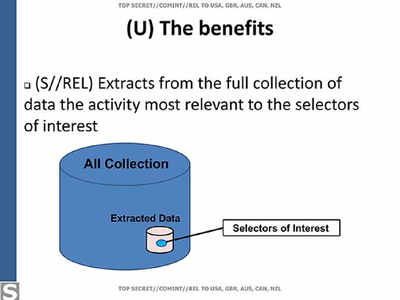 TOP SECRET//COMINT//REL TO USA, GBR, AUS, CAN, NZL
(U) The benefits
(S//REL) Extracts from the full collection of
data the activity most relevant to the selectors
of interest
All Collection
Extracted Data
Selectors of Interest
S
TOP SECRET//COMINT//REL TO USA, GBR, AUS, CAN, NZL